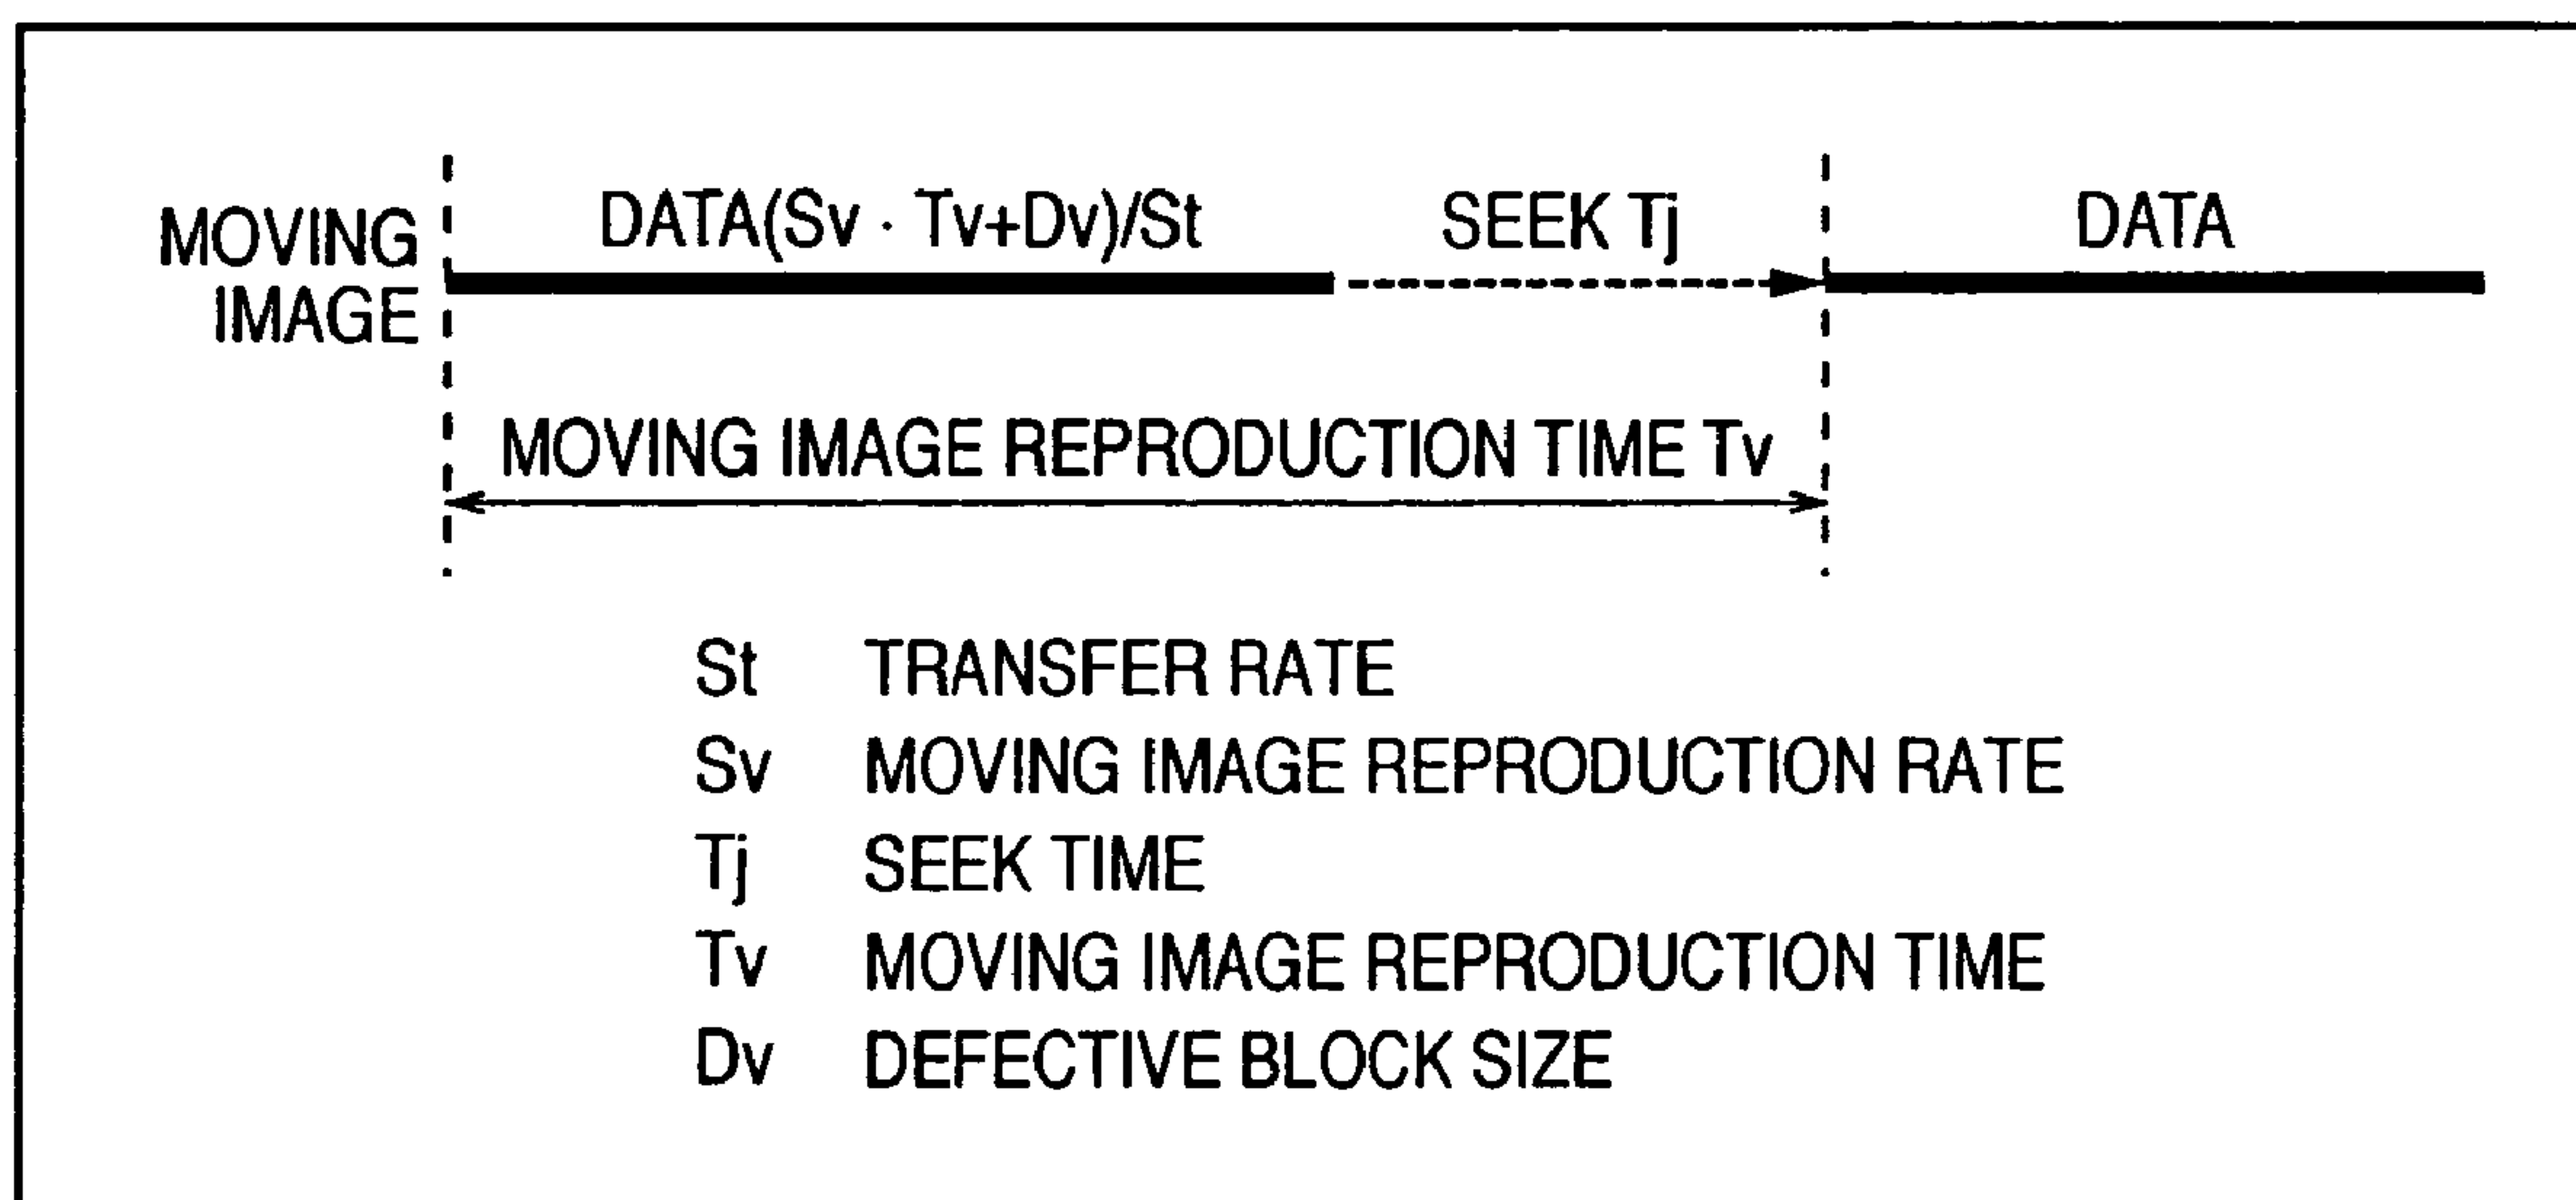 MOVING IMAGE
DATA(Sv · Tv+Dv)/St
SEEK Tj
DATA
MOVING IMAGE REPRODUCTION TIME Tv
St TRANSFER RATE
Sv MOVING IMAGE REPRODUCTION RATE
Tj SEEK TIME
Tv MOVING IMAGE REPRODUCTION TIME
Dv DEFECTIVE BLOCK SIZE